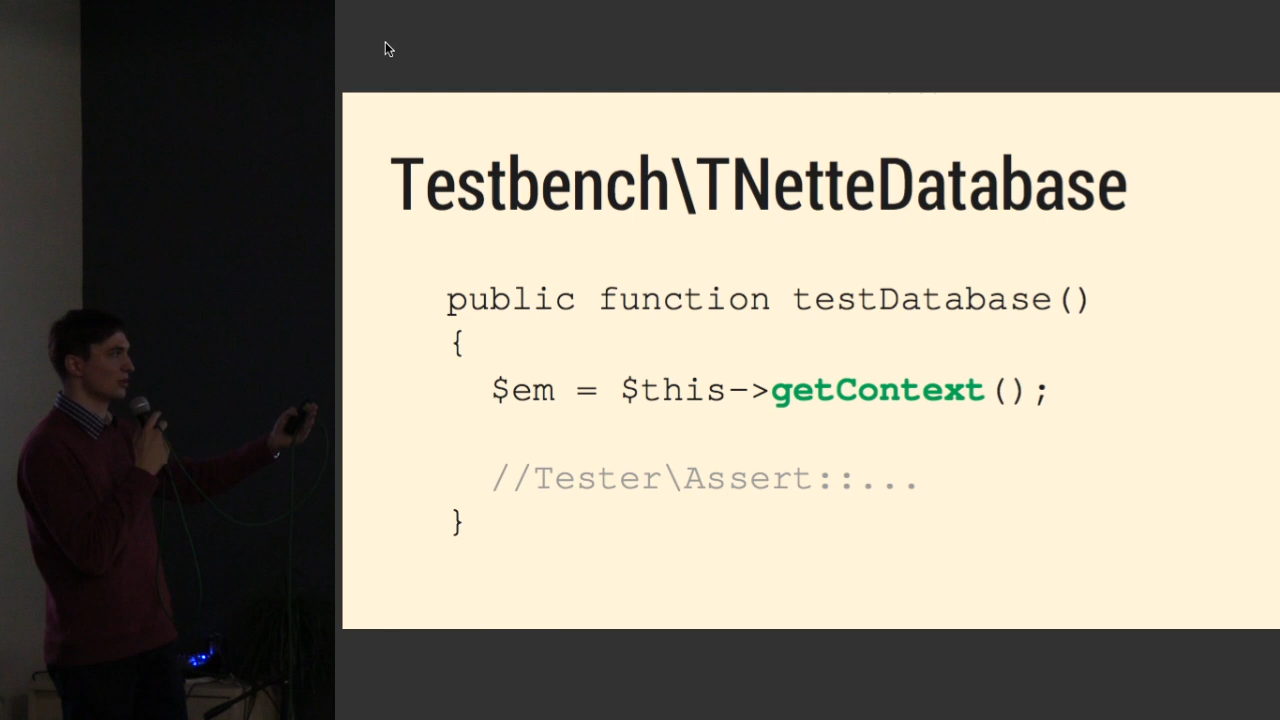 Testbench\TNetteDatabase
public function testDatabase()
{
$em = $this->getContext();
//Tester\Assert::...
}